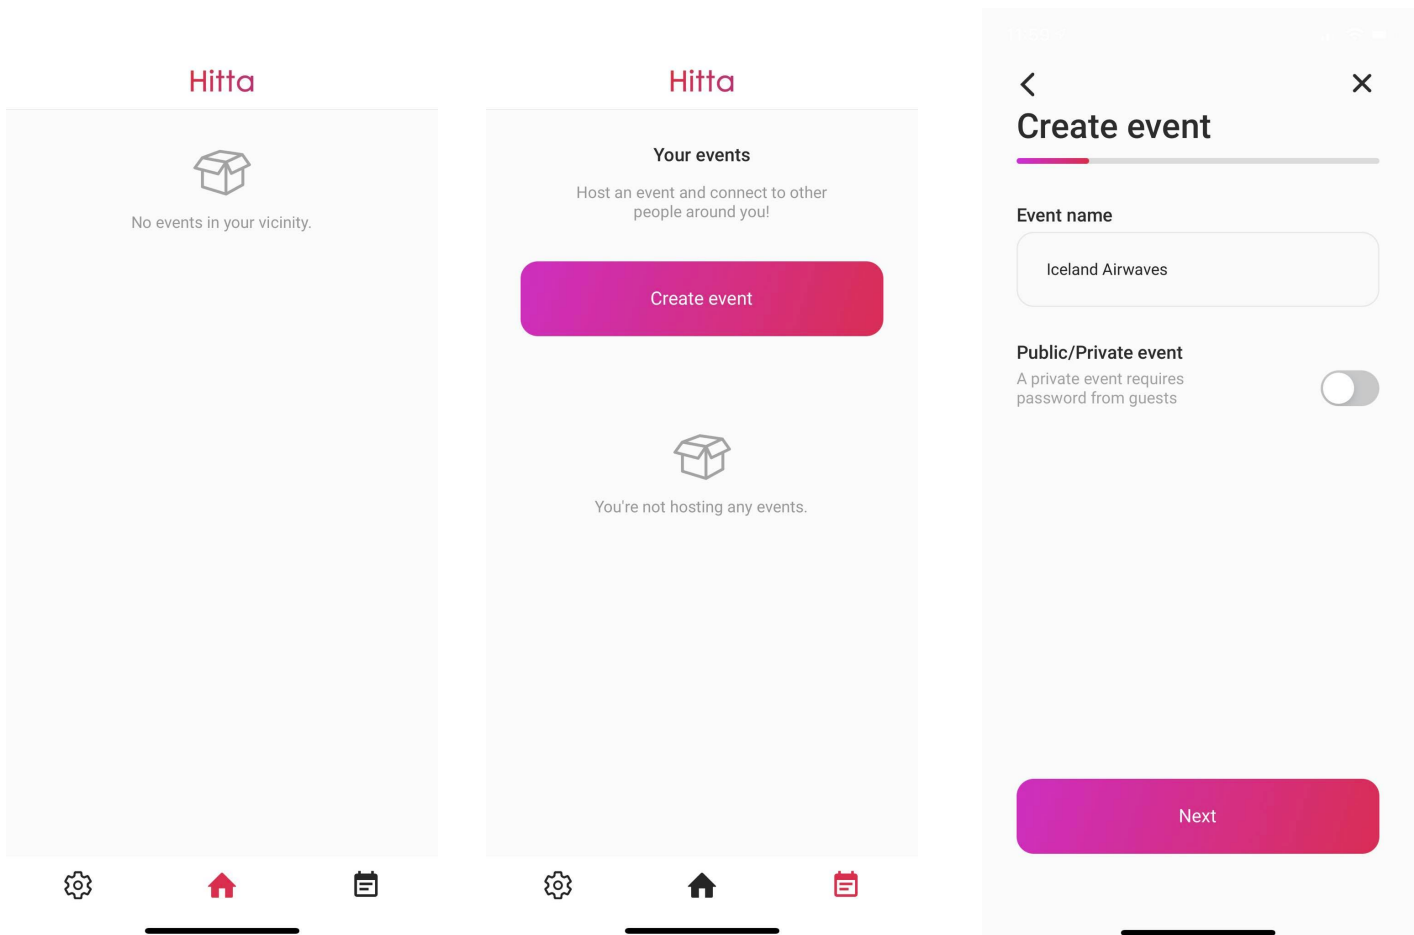 Hitta
No events in your vicinity.
Hitta
Your events
Host an event and connect to other
people around you!
Create event
You're not hosting any events.
Create event
Event name
Iceland Airwaves
Public/Private event
A private event requires
password from guests
Next